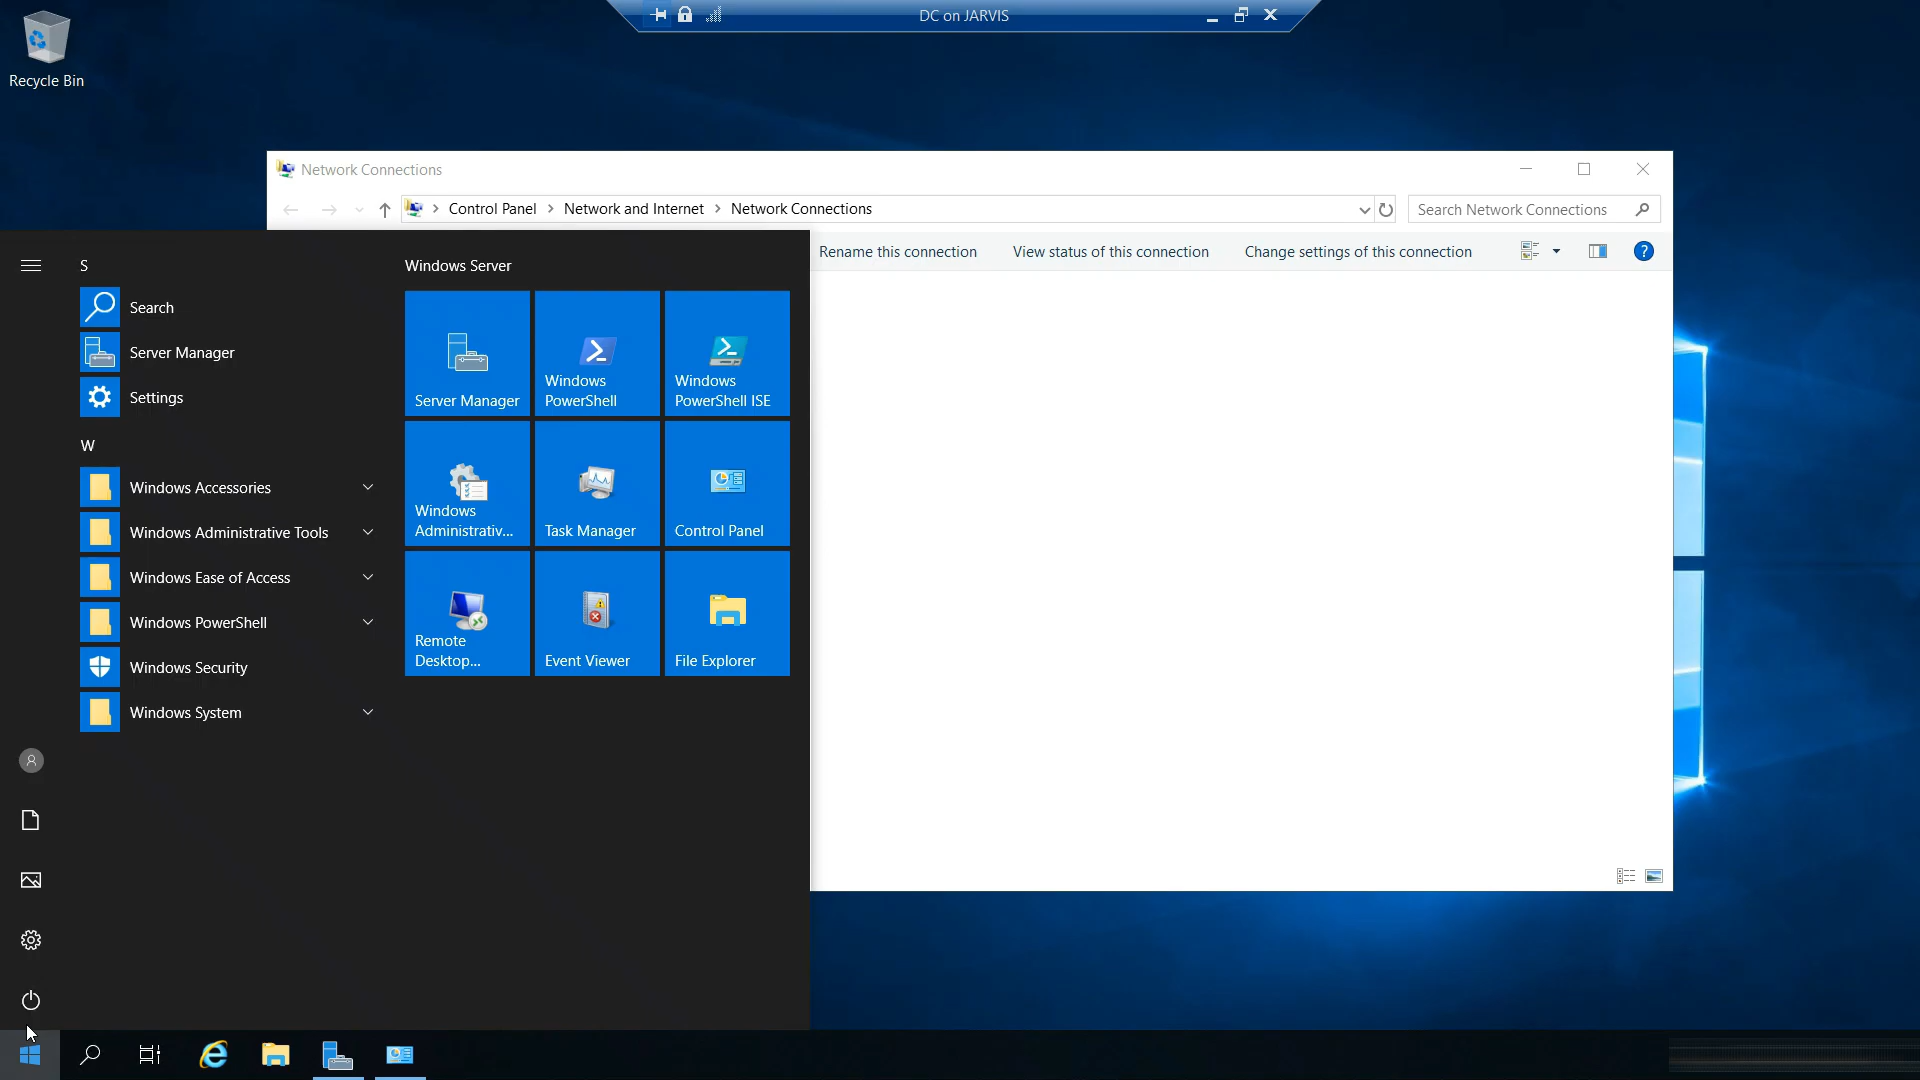 DC on JARVIS
Recycle Bin
Network Connections
Control Panel > Network and Internet > Network Connections
Search Network Connections
Rename this connection
View status of this connection
Change settings of this connection
S
Search
Server Manager
Settings
W
Windows Accessories
Windows Administrative Tools
Windows Ease of Access
Windows PowerShell
Windows Security
Windows System
Windows Server
Server Manager
Windows
PowerShell
Windows
PowerShell ISE
Windows
Administrativ...
Task Manager
Control Panel
Remote
Desktop...
Event Viewer
File Explorer